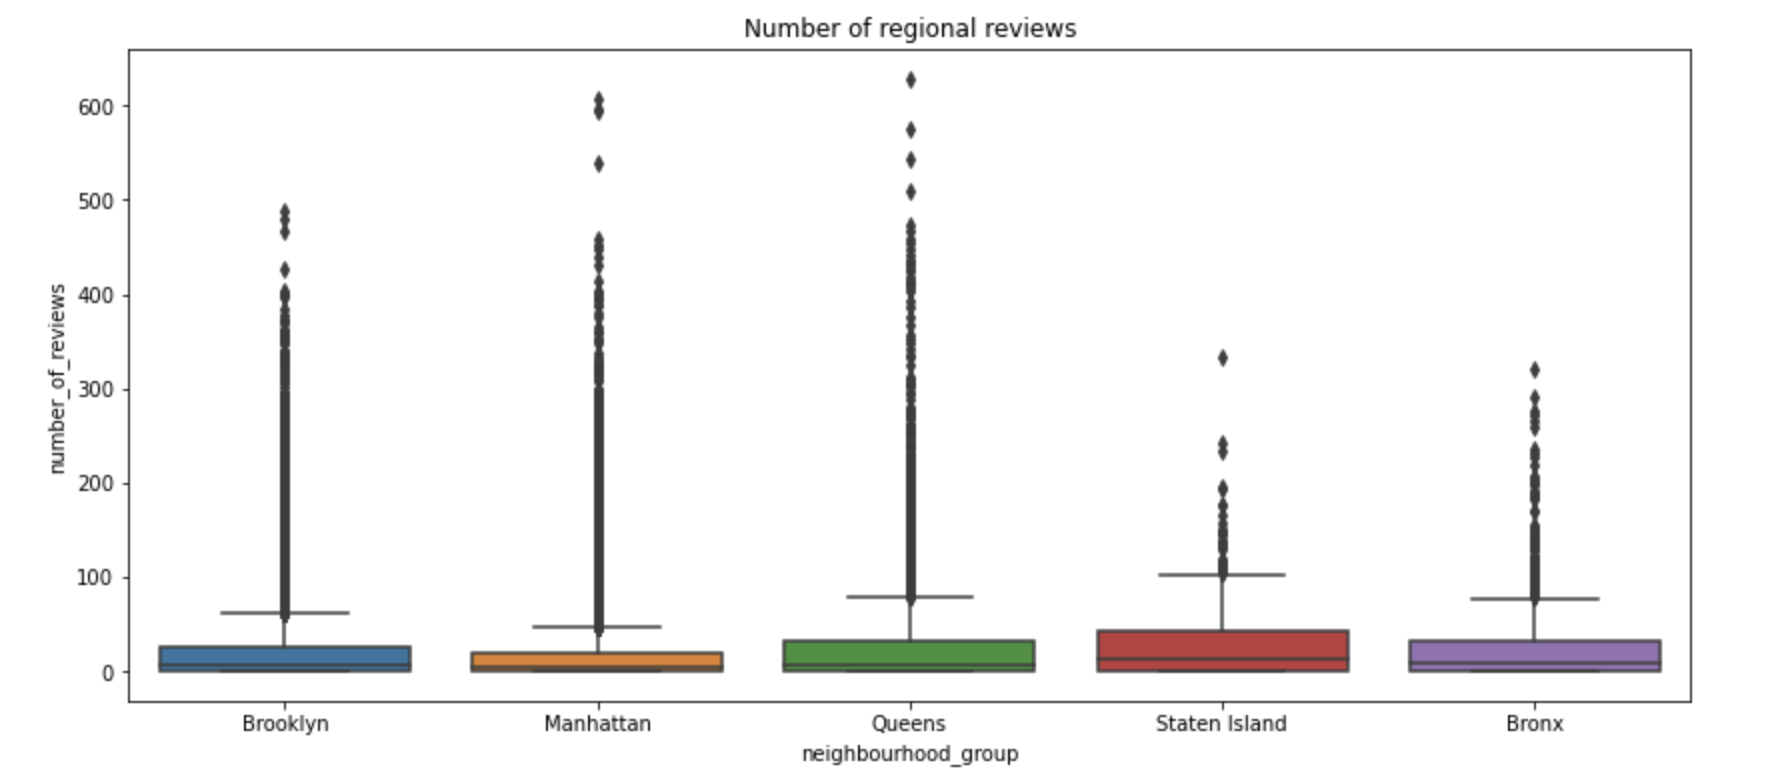 Number of regional reviews
number_of_reviews
600
500
400
300
200
100
0
Brooklyn Manhattan Queens Staten Island Bronx
neighbourhood_group